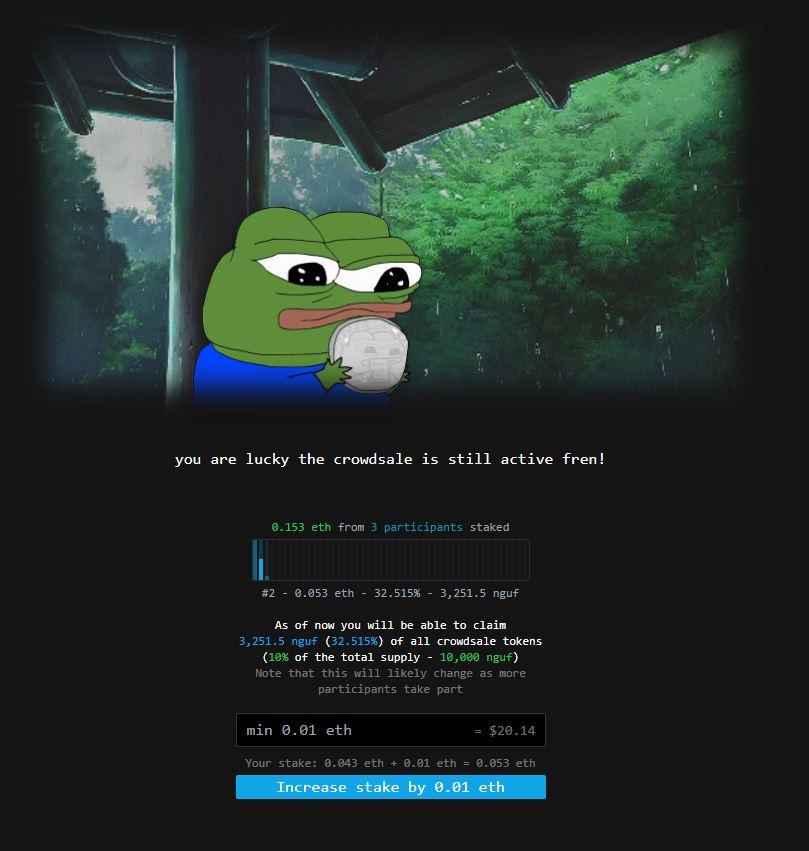 you are lucky the crowdsale is still active fren!
0.153 eth from 3 participants staked
#2 - 0.053 eth - 32.515% - 3,251.5 nguf
As of now you will be able to claim
3,251.5 nguf (32.515%) of all crowdsale tokens
(10% of the total supply - 10,000 nguf)
Note that this will likely change as more
participants take part
min 0.01 eth = $20.14
Your stake: 0.043 eth + 0.01 eth = 0.053 eth
Increase stake by 0.01 eth